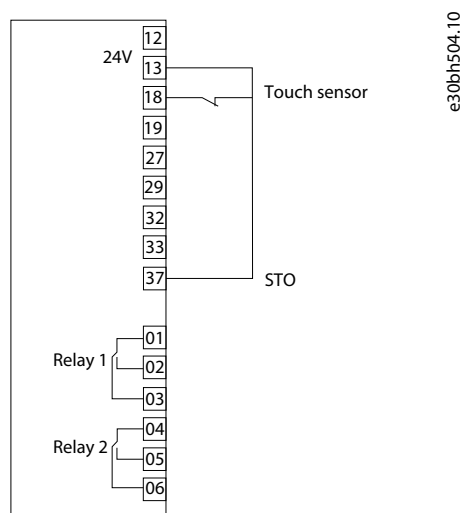 12
24V
13
18
Touch sensor
19
27
29
32
33
37
STO
01
Relay 1
02
03
04
Relay 2
05
06
e30bh504.10